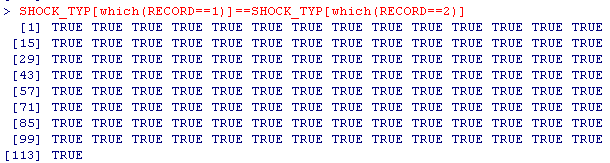 > SHOCK_TYP[which(RECORD==1)]==SHOCK_TYP[which(RECORD==2)]
[1] TRUE TRUE TRUE TRUE TRUE TRUE TRUE TRUE TRUE TRUE TRUE TRUE TRUE TRUE
[15] TRUE TRUE TRUE TRUE TRUE TRUE TRUE TRUE TRUE TRUE TRUE TRUE TRUE TRUE
[29] TRUE TRUE TRUE TRUE TRUE TRUE TRUE TRUE TRUE TRUE TRUE TRUE TRUE TRUE
[43] TRUE TRUE TRUE TRUE TRUE TRUE TRUE TRUE TRUE TRUE TRUE TRUE TRUE TRUE
[57] TRUE TRUE TRUE TRUE TRUE TRUE TRUE TRUE TRUE TRUE TRUE TRUE TRUE TRUE
[71] TRUE TRUE TRUE TRUE TRUE TRUE TRUE TRUE TRUE TRUE TRUE TRUE TRUE TRUE
[85] TRUE TRUE TRUE TRUE TRUE TRUE TRUE TRUE TRUE TRUE TRUE TRUE TRUE TRUE
[99] TRUE TRUE TRUE TRUE TRUE TRUE TRUE TRUE TRUE TRUE TRUE TRUE TRUE TRUE
[113] TRUE